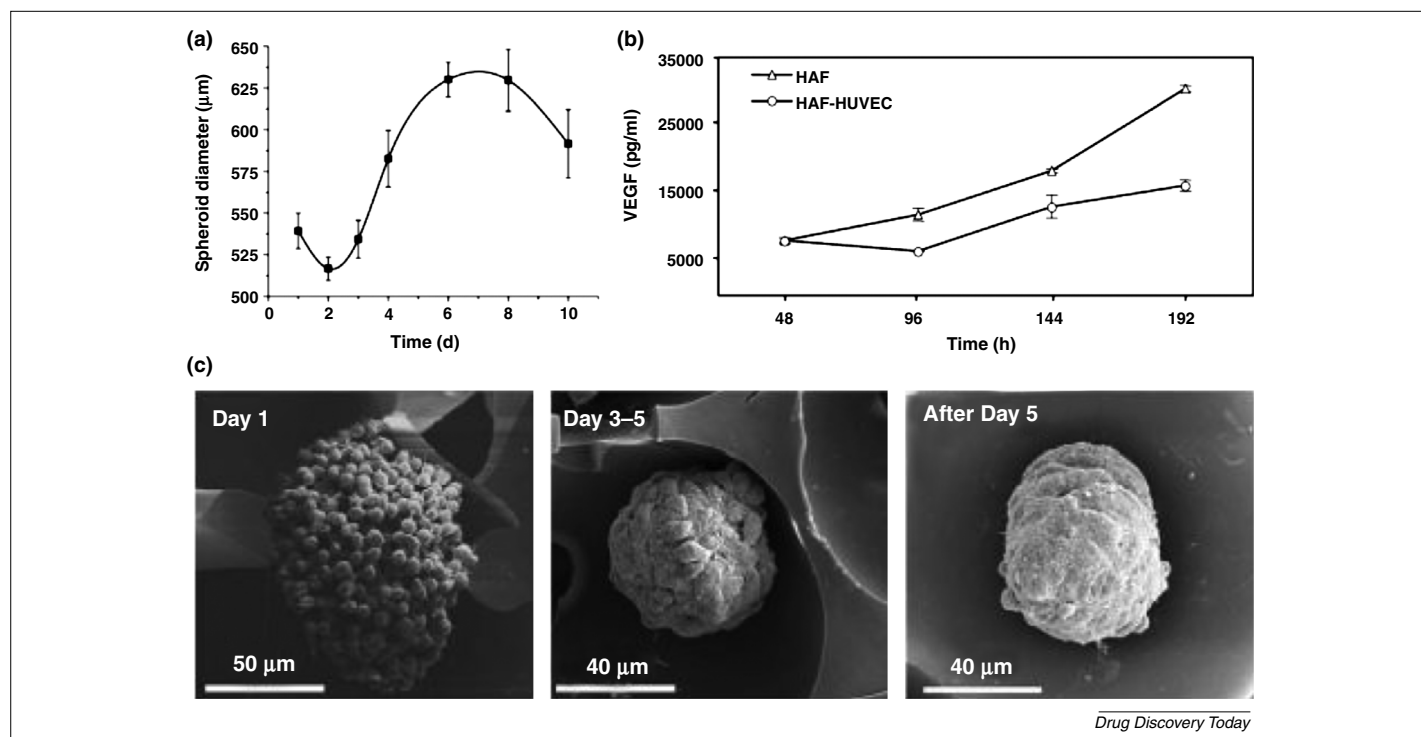 (a)
650
625
600
575
550
525
500
Spheroid diameter (μm)
0 2 4 6 8 10
Time (d)
(b)
35000
25000
15000
5000
VEGF (pg/ml)
HAF
HAF-HUVEC
48 96 144 192
Time (h)
(c)
Day 1
50 μm
Day 3–5
40 μm
After Day 5
40 μm
Drug Discovery Today